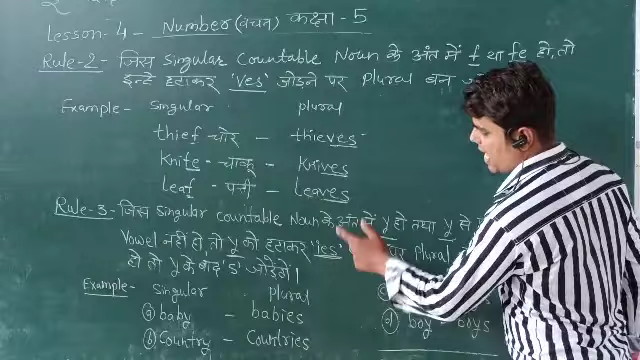 Lesson- 4 - Number (वचन) कक्षा - 5
Rule-2- जिस singular Countable Noun के अंत में f या fe हो, तो
इन्हे हटाकर 'ves' जोड़ने पर Plural बन
Example- Singular plural
thief चोर - thieves
Knife - चाकू - Knives
Leaf - पत्ती - Leaves
Rule-3- जिस singular Countable Noun के अंत में y हो तथा y से
Vowel नहीं हो तो y को हटाकर 'ies' पर Plural
हो तो y के बाद 's' जोड़ेगें।
Example - Singular plural
ⓐ baby - babies
ⓑ Country - Countries
ⓓ boy - boys